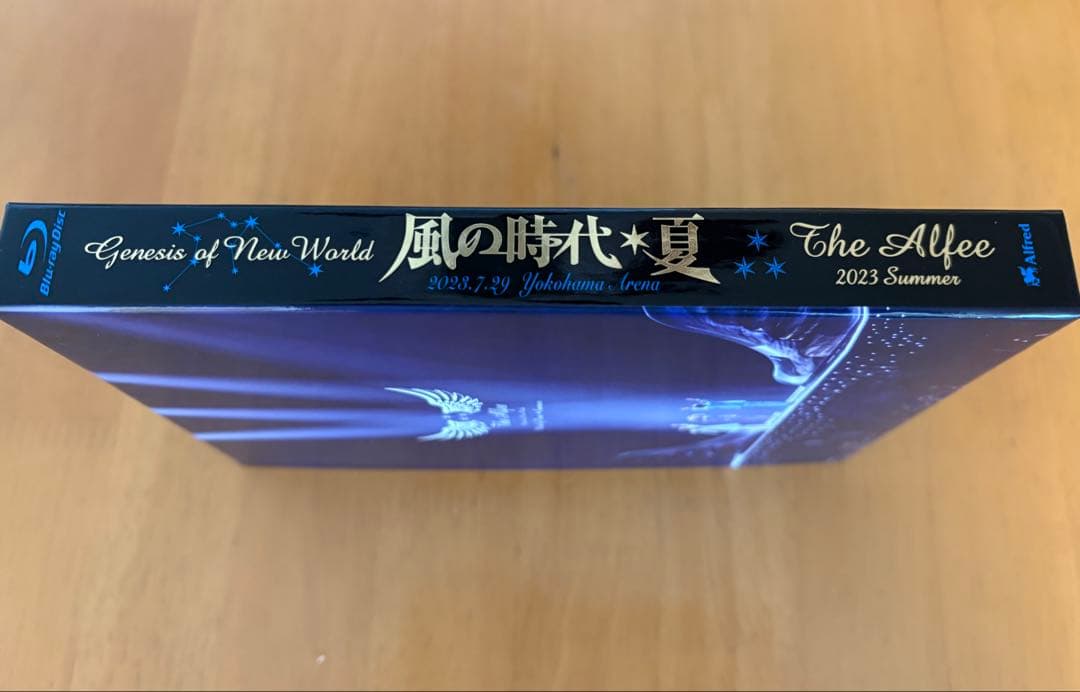 Blu-ray Disc
Genesis of New World
風の時代★夏
2023.7.29 Yokohama Arena
The Alfee
2023 Summer
Alfred